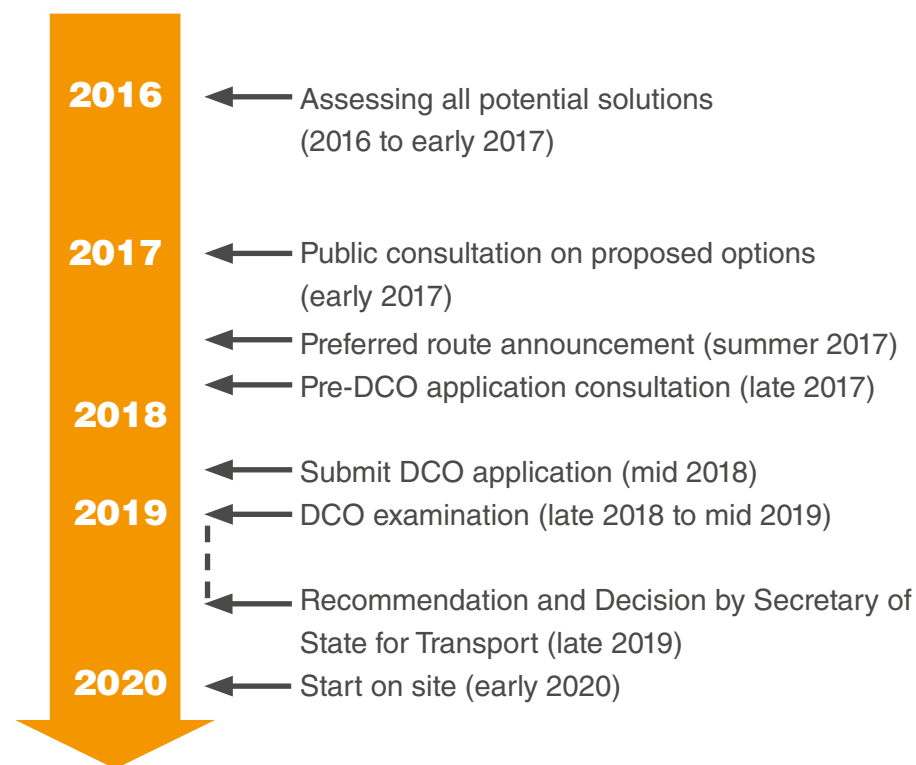 2016
Assessing all potential solutions
(2016 to early 2017)
2017
Public consultation on proposed options
(early 2017)
Preferred route announcement (summer 2017)
Pre-DCO application consultation (late 2017)
2018
Submit DCO application (mid 2018)
2019
DCO examination (late 2018 to mid 2019)
Recommendation and Decision by Secretary of
State for Transport (late 2019)
2020
Start on site (early 2020)